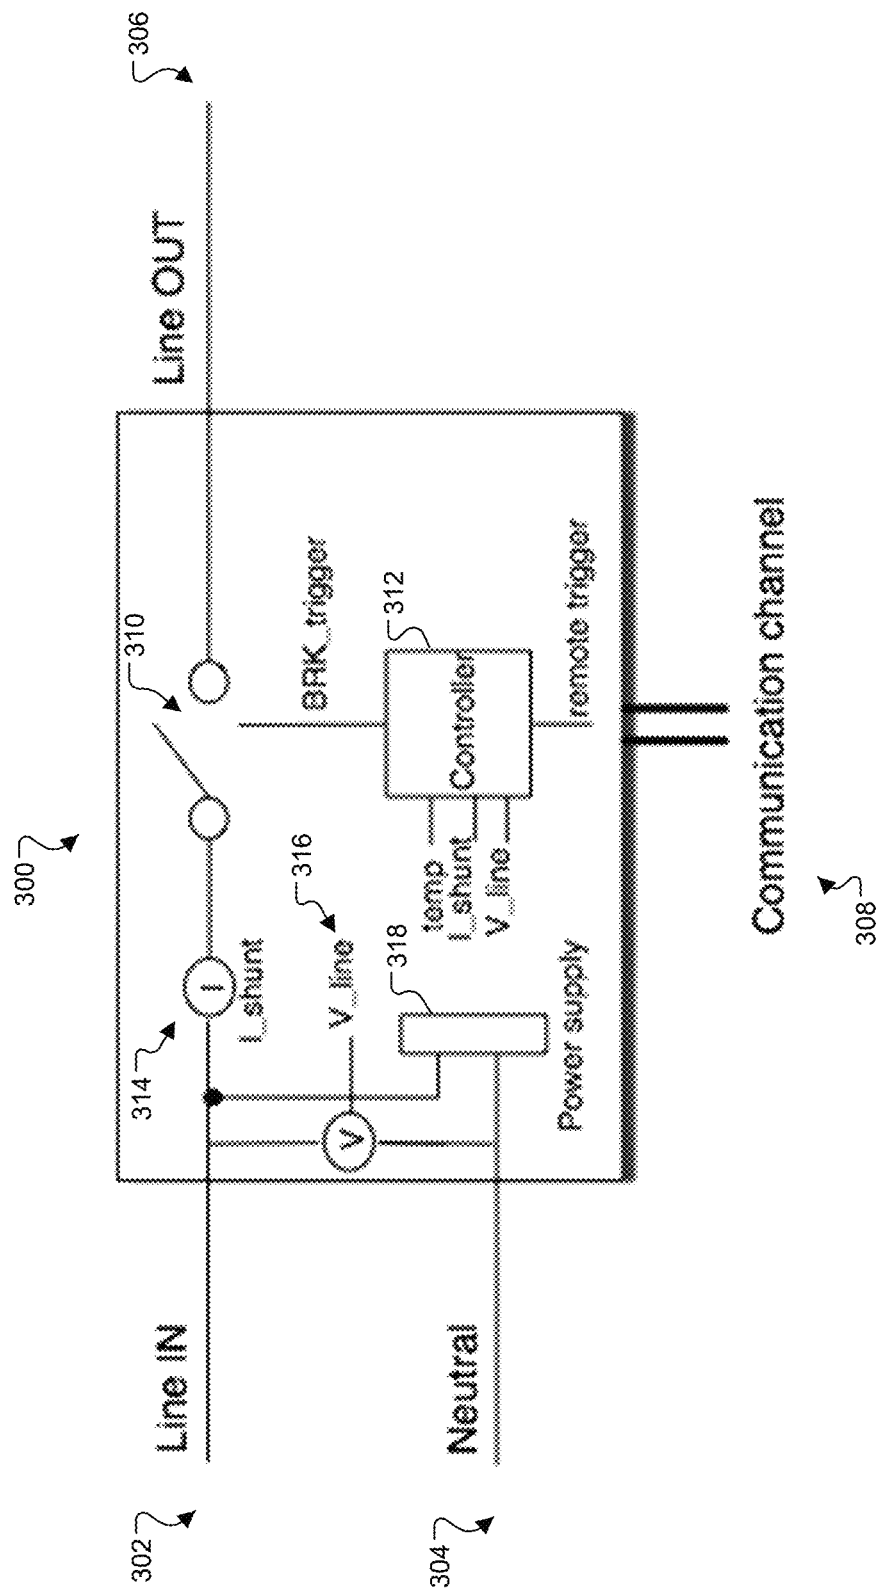 300
306
Line OUT
310
314
I
I_shunt
302
Line IN
316
V_line
V
BRK_trigger
312
Controller
temp
I_shunt
V_line
318
Power supply
remote trigger
304
Neutral
Communication channel
308